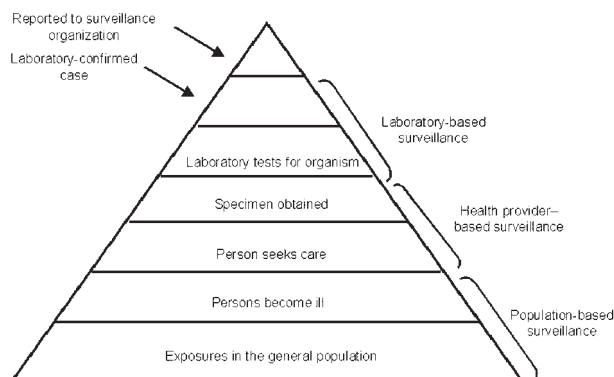 Reported to surveillance
organization
Laboratory-confirmed
case
Laboratory-based
surveillance
Laboratory tests for organism
Specimen obtained
Health provider–
based surveillance
Person seeks care
Persons become ill
Population-based
surveillance
Exposures in the general population